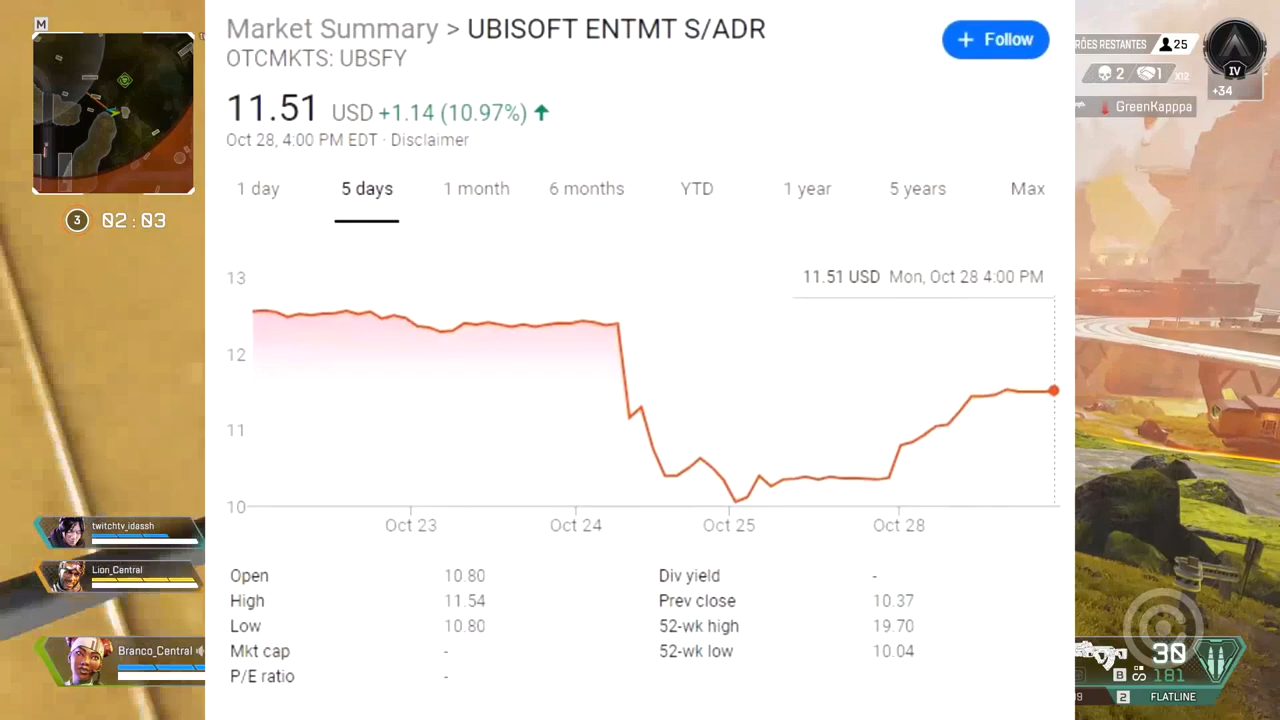 M
02:03
3
twitchtv_idassh
Lion_Central
Branco_Central
Market Summary > UBISOFT ENTMT S/ADR
OTCMKTS: UBSFY
+ Follow
11.51 USD +1.14 (10.97%) ↑
Oct 28, 4:00 PM EDT · Disclaimer
1 day 5 days 1 month 6 months YTD 1 year 5 years Max
11.51 USD Mon, Oct 28 4:00 PM
13
12
11
10
Oct 23 Oct 24 Oct 25 Oct 28
Open 10.80 Div yield -
High 11.54 Prev close 10.37
Low 10.80 52-wk high 19.70
Mkt cap - 52-wk low 10.04
P/E ratio -
RÕES RESTANTES 25
2 1 X12
IV
+34
GreenKapppa
30
B 181
2 FLATLINE